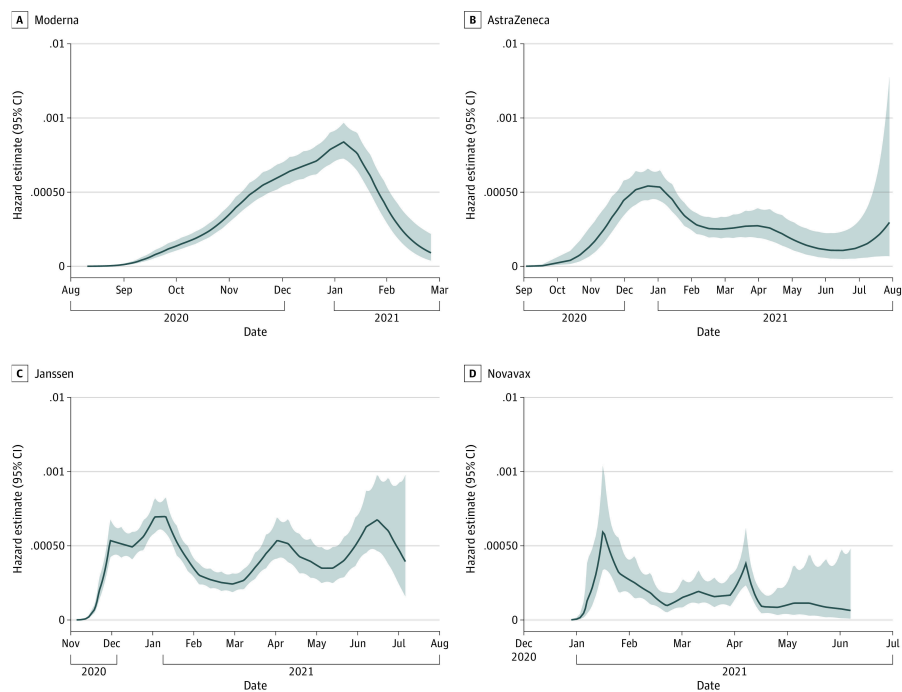 A Moderna
Hazard estimate (95% CI)
.01
.001
.00050
0
Aug Sep Oct Nov Dec Jan Feb Mar
2020 2021
Date
B AstraZeneca
Hazard estimate (95% CI)
.01
.001
.00050
0
Sep Oct Nov Dec Jan Feb Mar Apr May Jun Jul Aug
2020 2021
Date
C Janssen
Hazard estimate (95% CI)
.01
.001
.00050
0
Nov Dec Jan Feb Mar Apr May Jun Jul Aug
2020 2021
Date
D Novavax
Hazard estimate (95% CI)
.01
.001
.00050
0
Dec Jan Feb Mar Apr May Jun Jul
2020 2021
Date